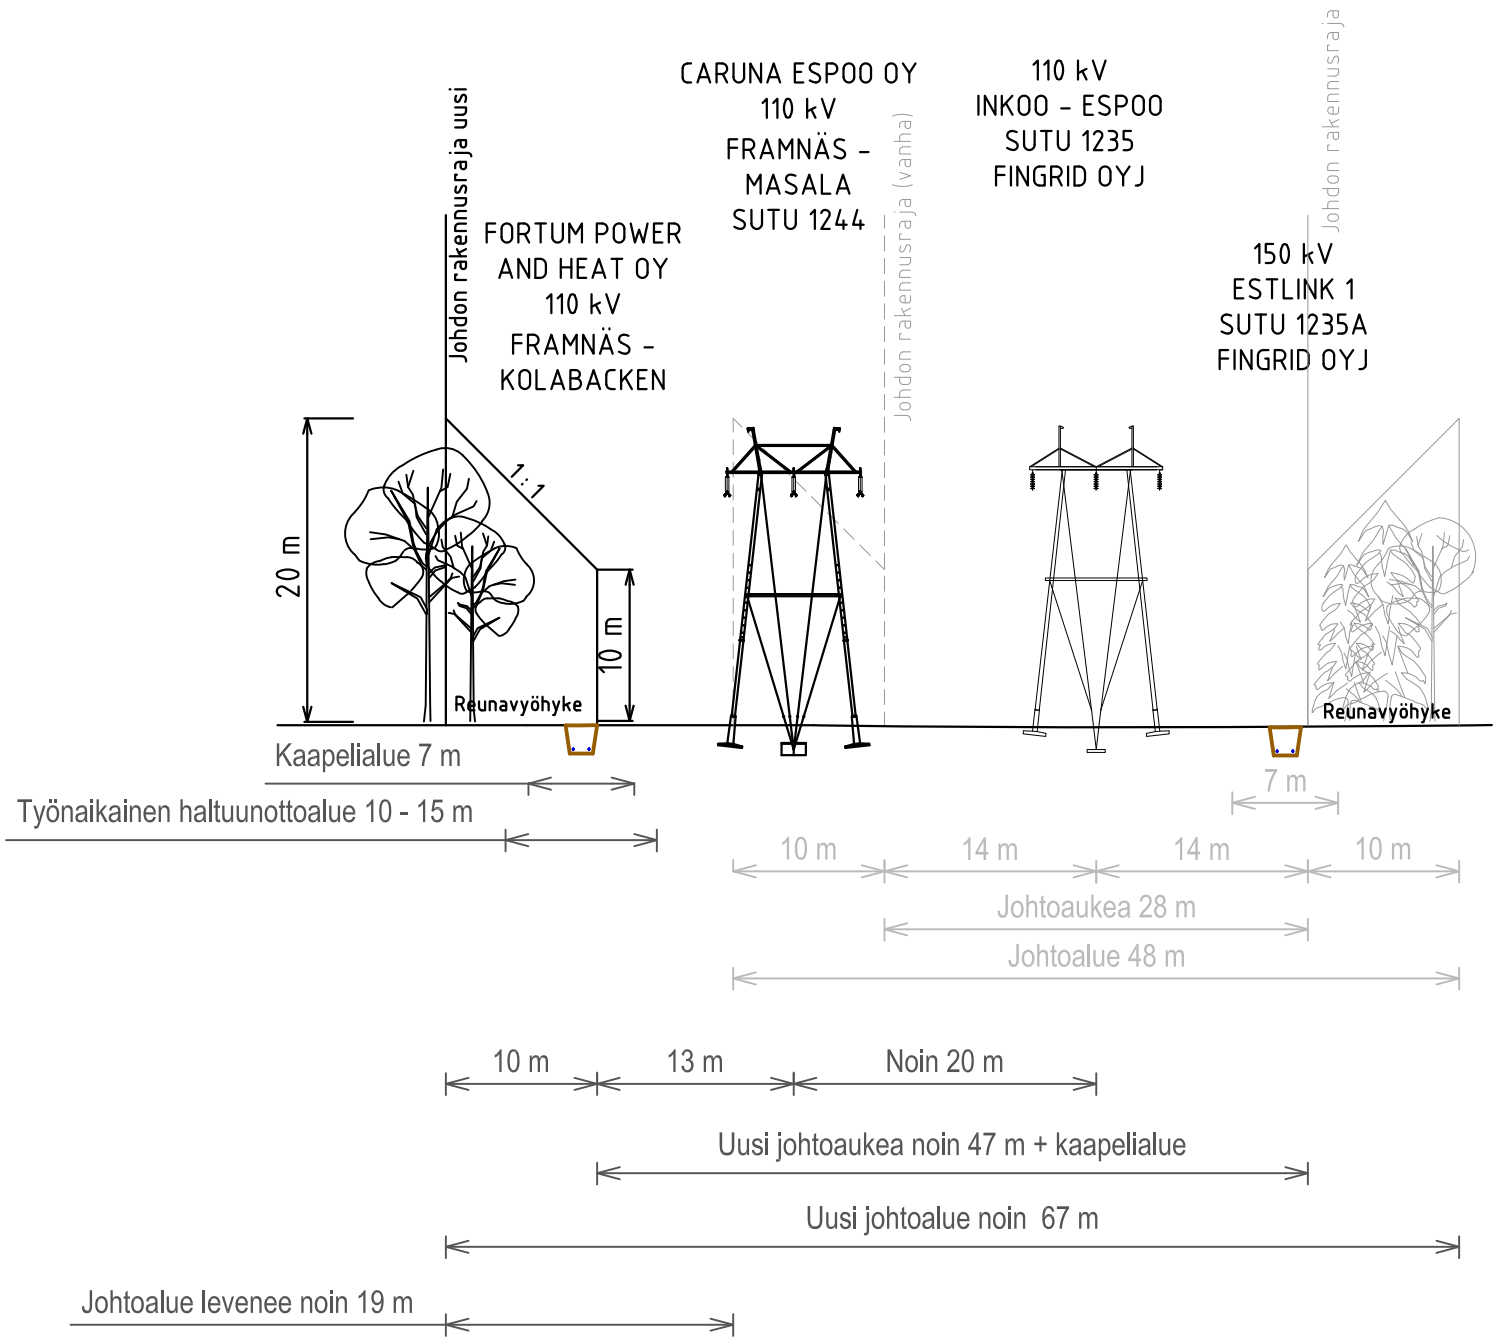 Johdon rakennusraja uusi
FORTUM POWER
AND HEAT OY
110 kV
FRAMNÄS -
KOLABACKEN
CARUNA ESPOO OY
110 kV
FRAMNÄS -
MASALA
SUTU 1244
Johdon rakennusraja (vanha)
110 kV
INKOO - ESPOO
SUTU 1235
FINGRID OYJ
Johdon rakennusraja
150 kV
ESTLINK 1
SUTU 1235A
FINGRID OYJ
1:1
20 m
10 m
Reunavyöhyke
Reunavyöhyke
Kaapelialue 7 m
7 m
Työnaikainen haltuunottoalue 10 - 15 m
10 m
14 m
14 m
10 m
Johtoaukea 28 m
Johtoalue 48 m
10 m
13 m
Noin 20 m
Uusi johtoaukea noin 47 m + kaapelialue
Uusi johtoalue noin 67 m
Johtoalue levenee noin 19 m